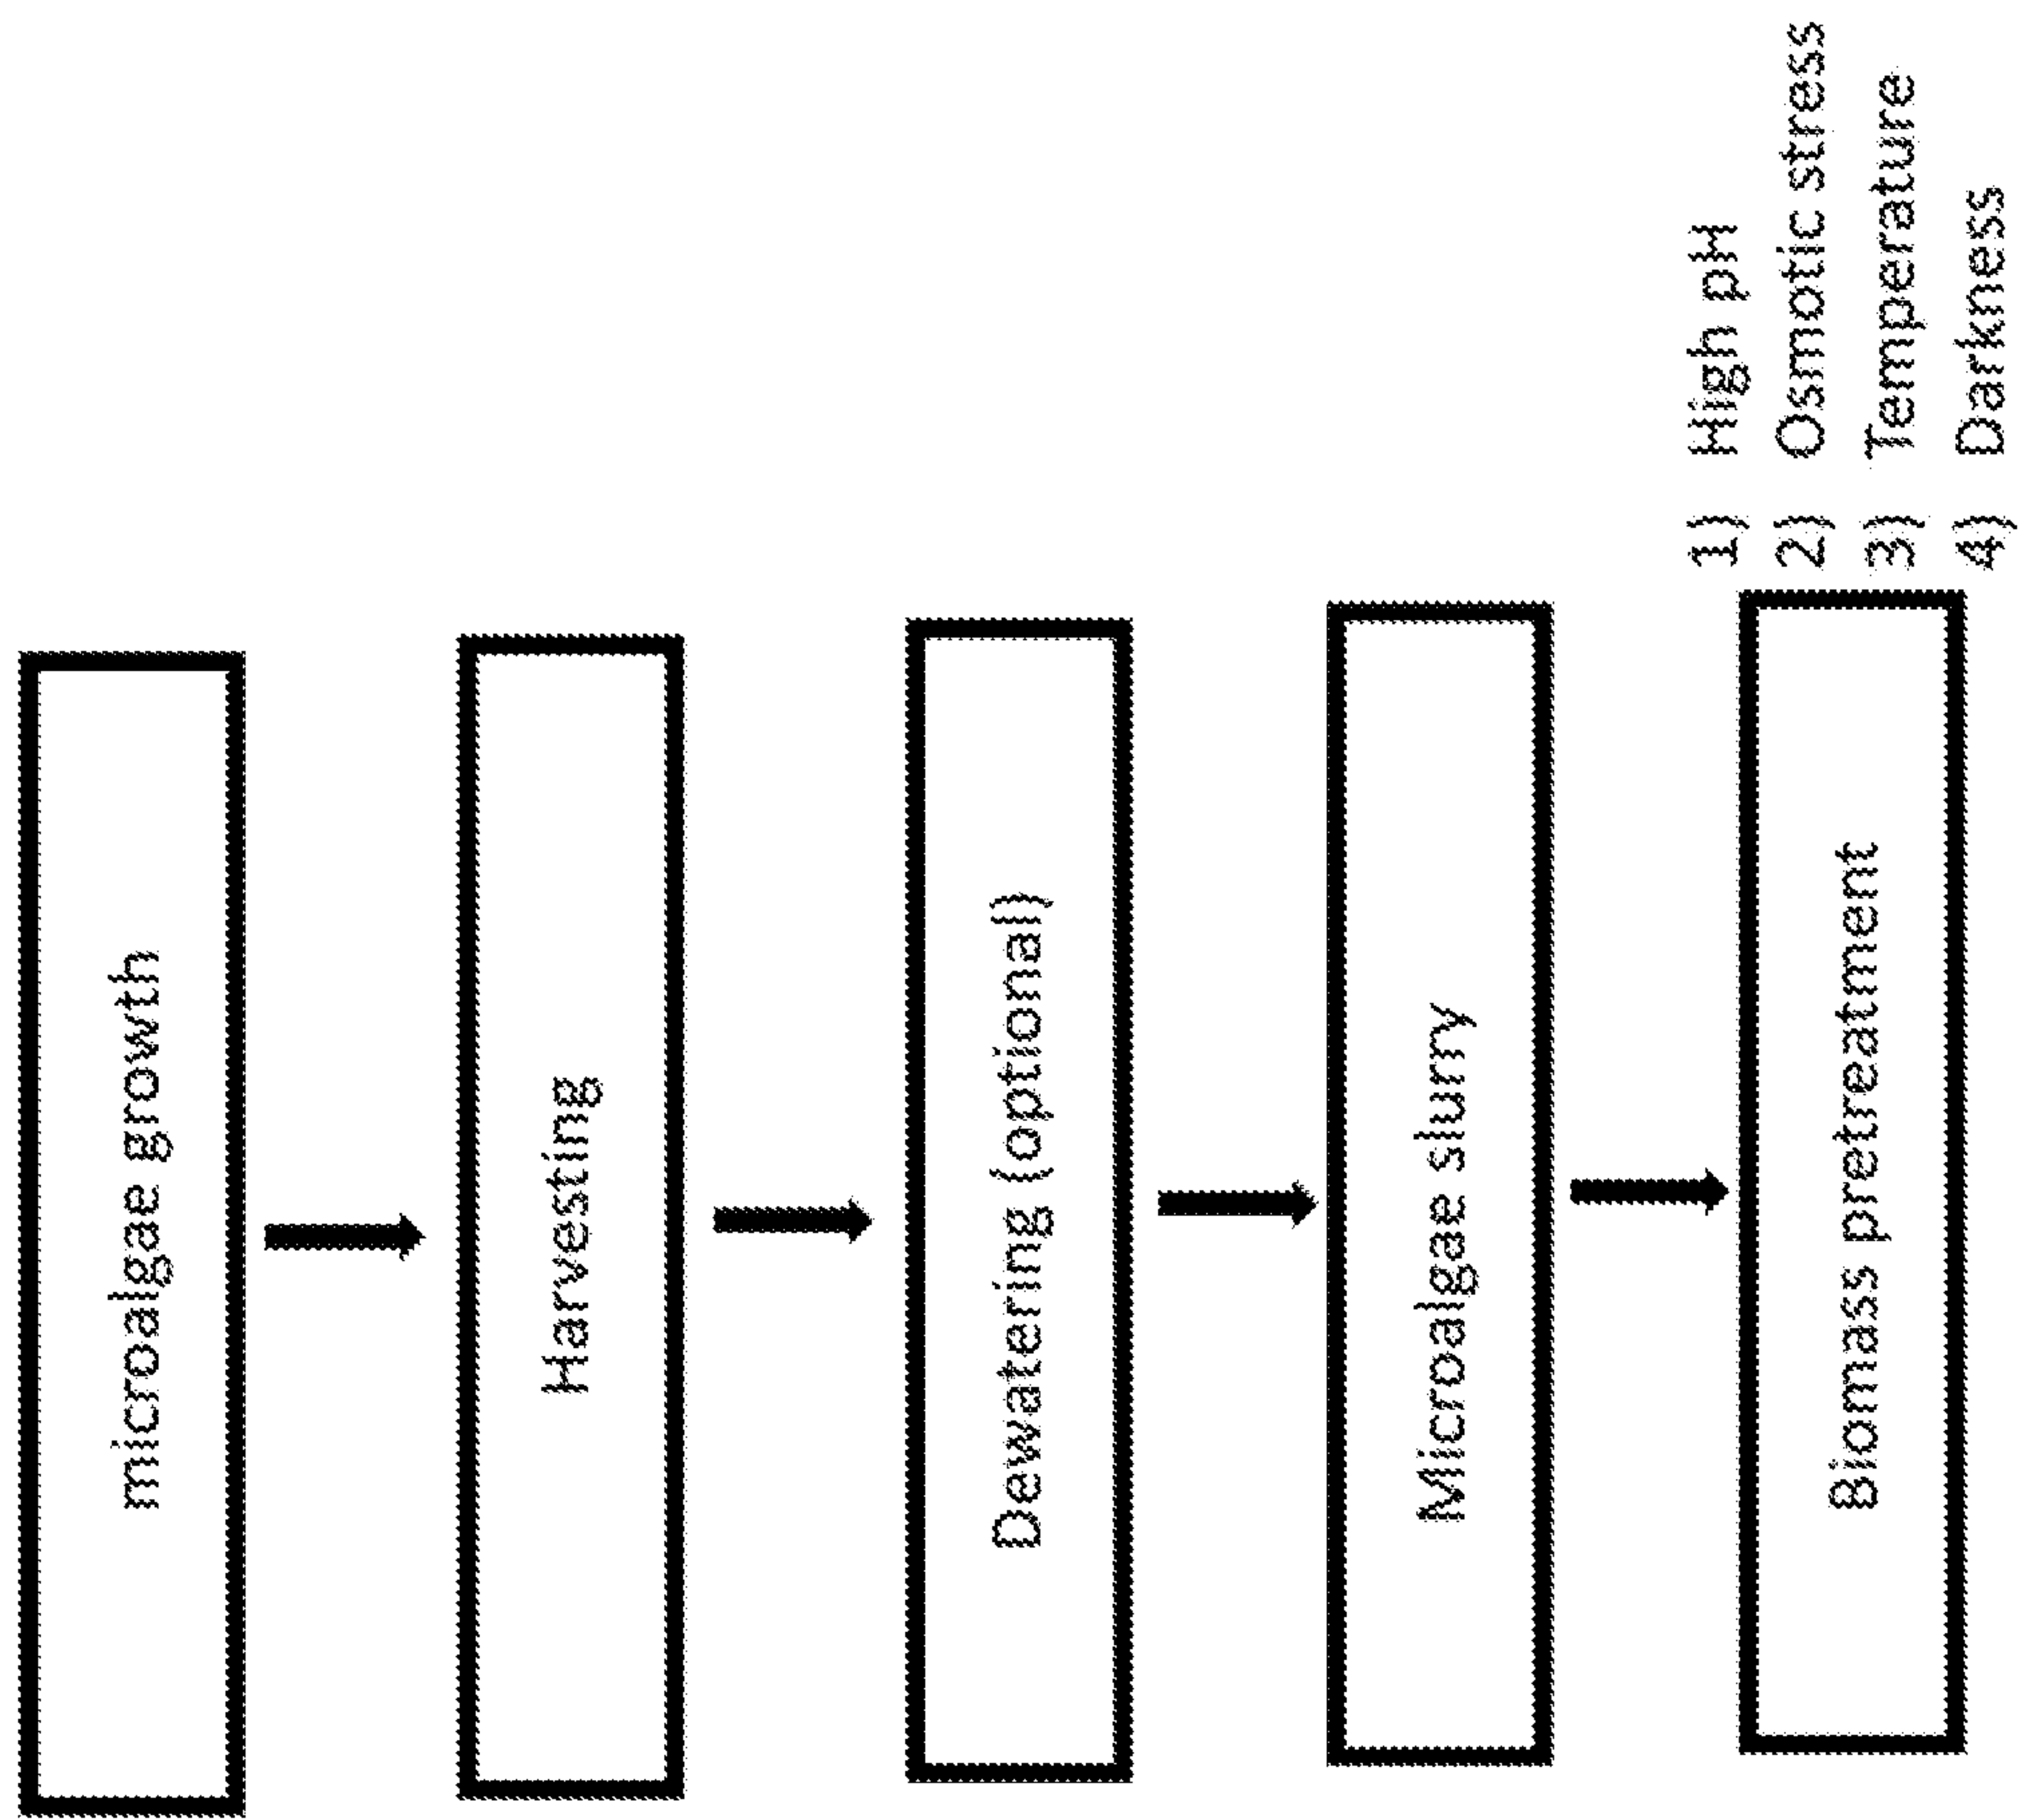 microalgae growth
Harvesting
Dewatering (optional)
Microalgae slurry
Biomass pretreatment
1) High pH
2) Osmotic stress
3) Temperature
4) Darkness